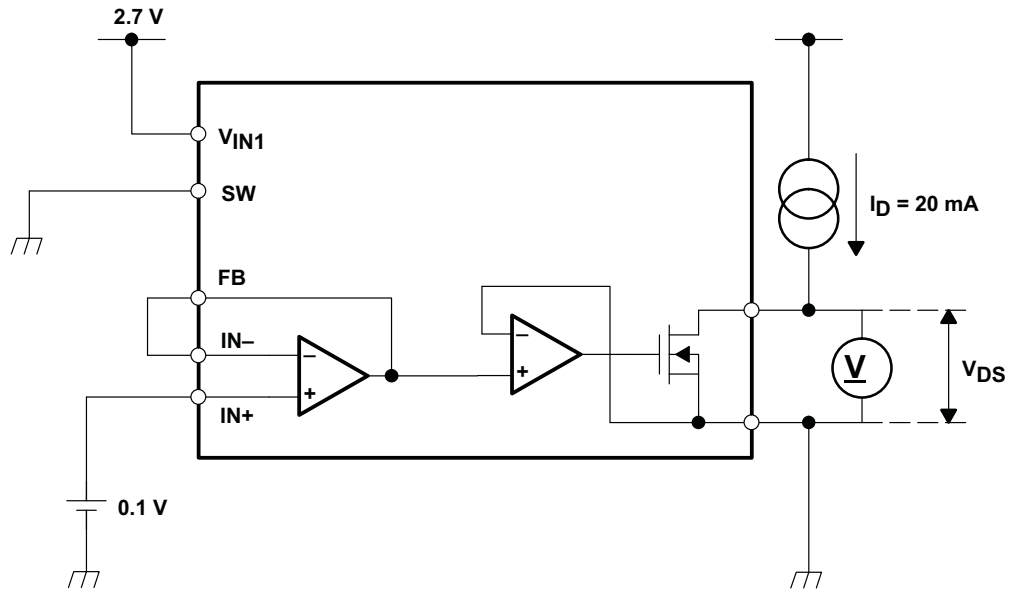 2.7 V
VIN1
SW
FB
IN–
IN+
–
+
–
+
0.1 V
ID = 20 mA
V
VDS